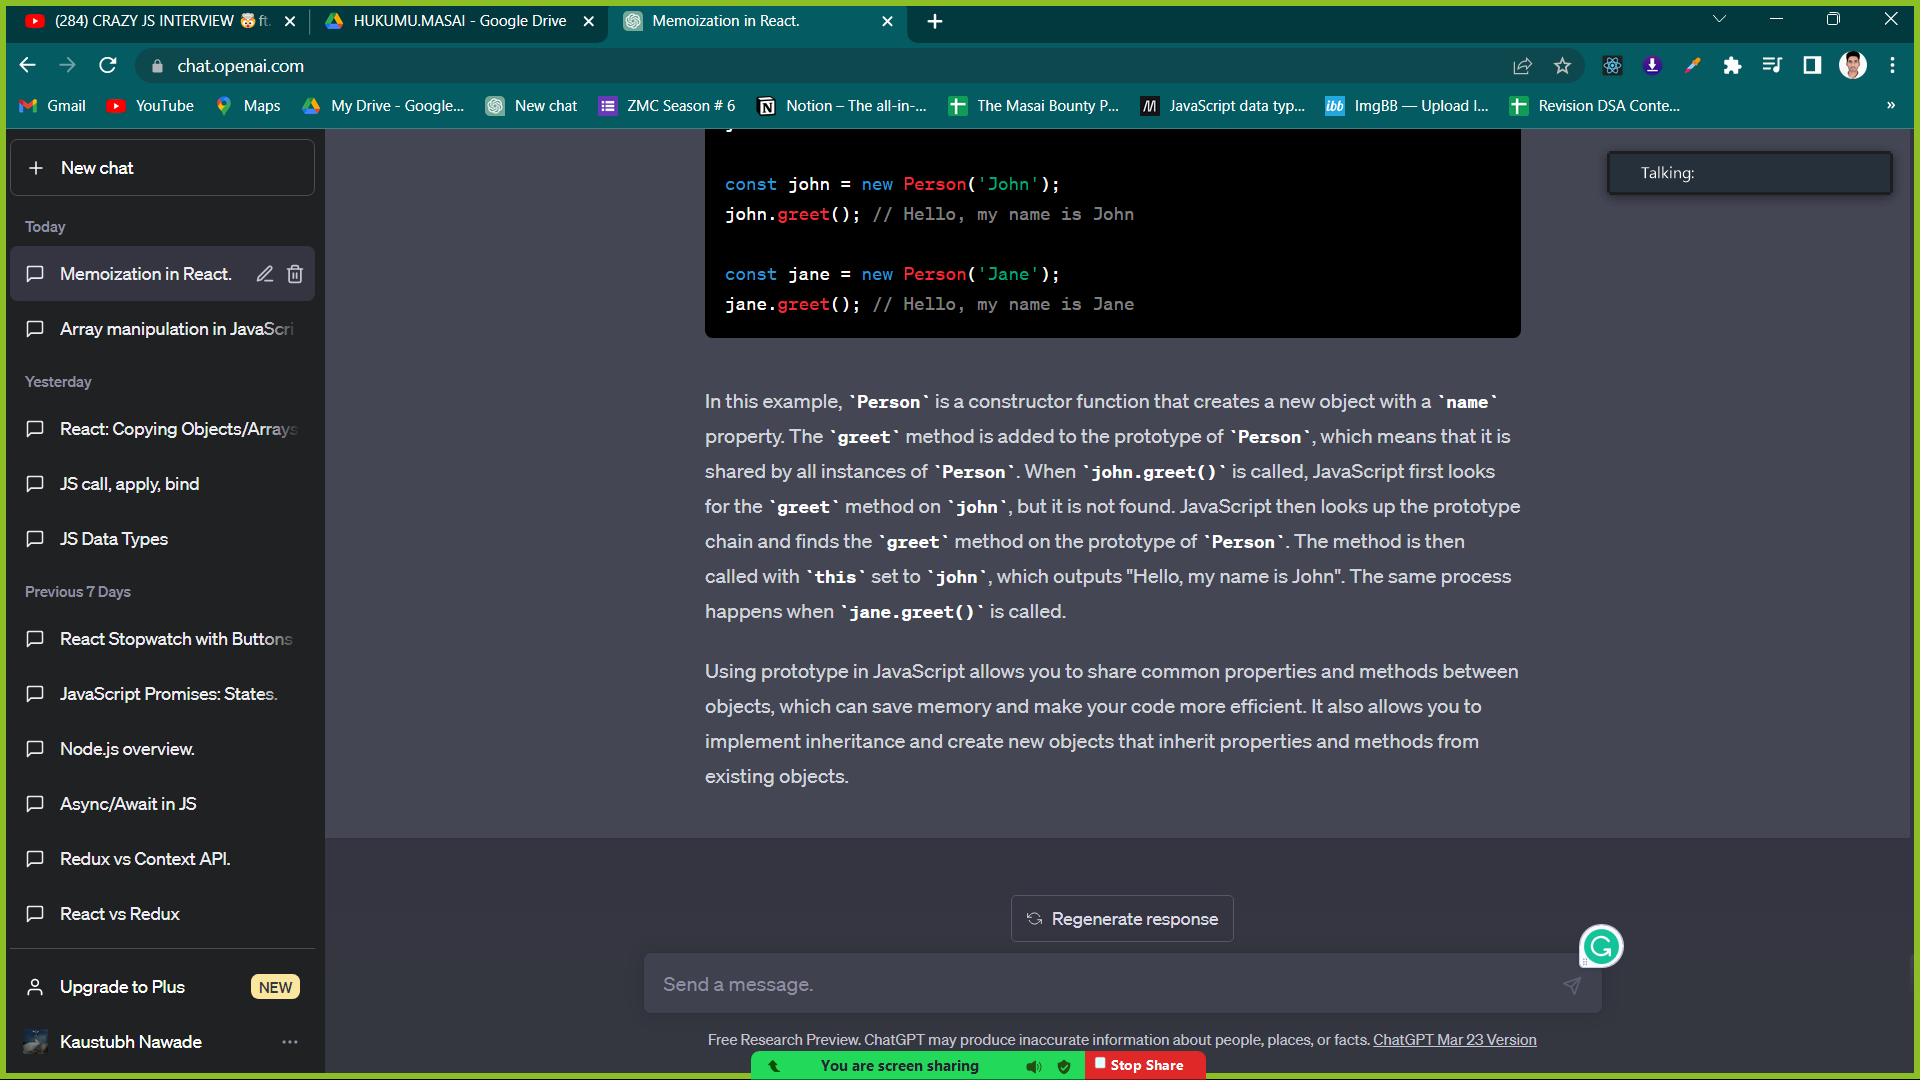 (284) CRAZY JS INTERVIEW 🤯ft.
HUKUMU.MASAI - Google Drive
Memoization in React.
chat.openai.com
Gmail
YouTube
Maps
My Drive - Google...
New chat
ZMC Season # 6
Notion – The all-in-...
The Masai Bounty P...
JavaScript data typ...
ImgBB — Upload I...
Revision DSA Conte...
»
New chat
Today
Memoization in React.
Array manipulation in JavaScri
Yesterday
React: Copying Objects/Arrays
JS call, apply, bind
JS Data Types
Previous 7 Days
React Stopwatch with Buttons
JavaScript Promises: States.
Node.js overview.
Async/Await in JS
Redux vs Context API.
React vs Redux
Upgrade to Plus NEW
Kaustubh Nawade
Talking:
const john = new Person('John');
john.greet(); // Hello, my name is John
const jane = new Person('Jane');
jane.greet(); // Hello, my name is Jane
In this example, `Person` is a constructor function that creates a new object with a `name`
property. The `greet` method is added to the prototype of `Person`, which means that it is
shared by all instances of `Person`. When `john.greet()` is called, JavaScript first looks
for the `greet` method on `john`, but it is not found. JavaScript then looks up the prototype
chain and finds the `greet` method on the prototype of `Person`. The method is then
called with `this` set to `john`, which outputs "Hello, my name is John". The same process
happens when `jane.greet()` is called.
Using prototype in JavaScript allows you to share common properties and methods between
objects, which can save memory and make your code more efficient. It also allows you to
implement inheritance and create new objects that inherit properties and methods from
existing objects.
Regenerate response
Send a message.
Free Research Preview. ChatGPT may produce inaccurate information about people, places, or facts. ChatGPT Mar 23 Version
You are screen sharing
Stop Share